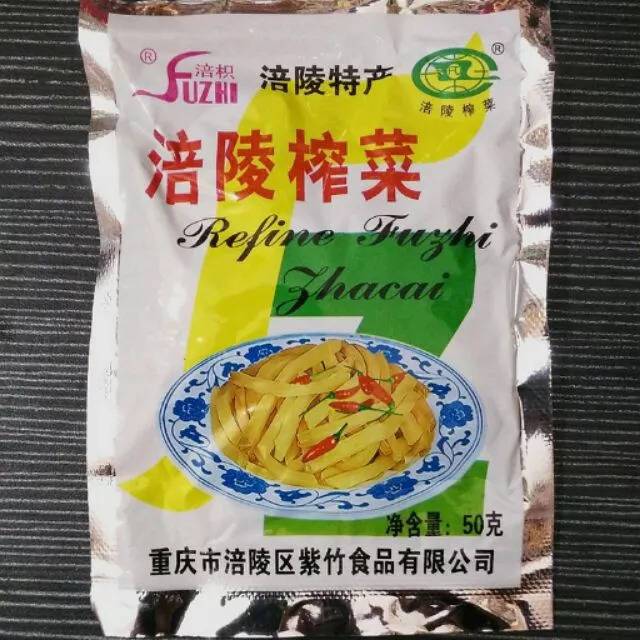 ®
涪枳
FUZHI
涪陵特产
®
涪陵榨菜
涪陵榨菜
Refine Fuzhi
Zhacai
净含量：50克
重庆市涪陵区紫竹食品有限公司